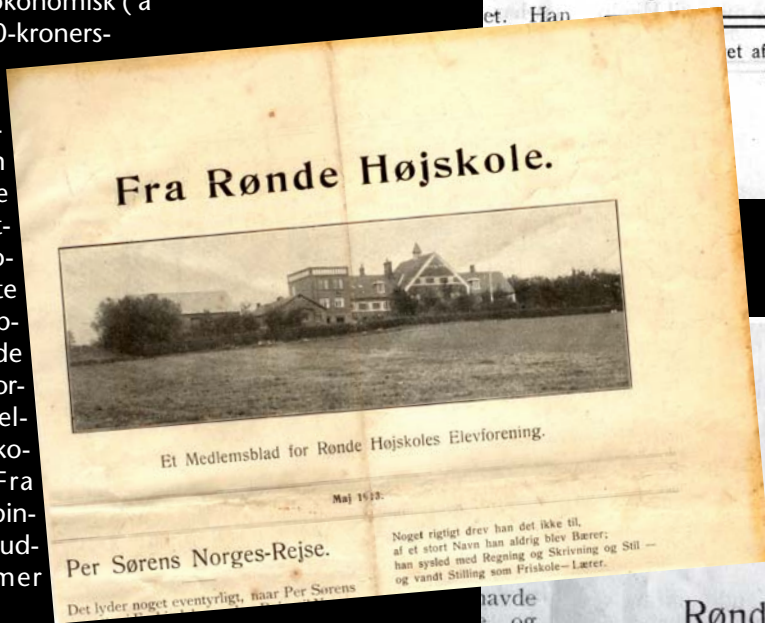 økonomisk ( à
0-kroners-
n
e
t-
o-
te
p-
de
or-
el-
ko-
Fra
bin-
ud-
mer
et. Han
et af
Fra Rønde Højskole.
Et Medlemsblad for Rønde Højskoles Elevforening.
Maj
Per Sørens Norges-Rejse.
Det lyder noget eventyrligt, naar Per Sørens
Noget rigtigt drev han det ikke til,
af et stort Navn han aldrig blev Bærer;
han sysled med Regning og Skrivning og Stil —
og vandt Stilling som Friskole—Lærer.
havde
og
Rønd